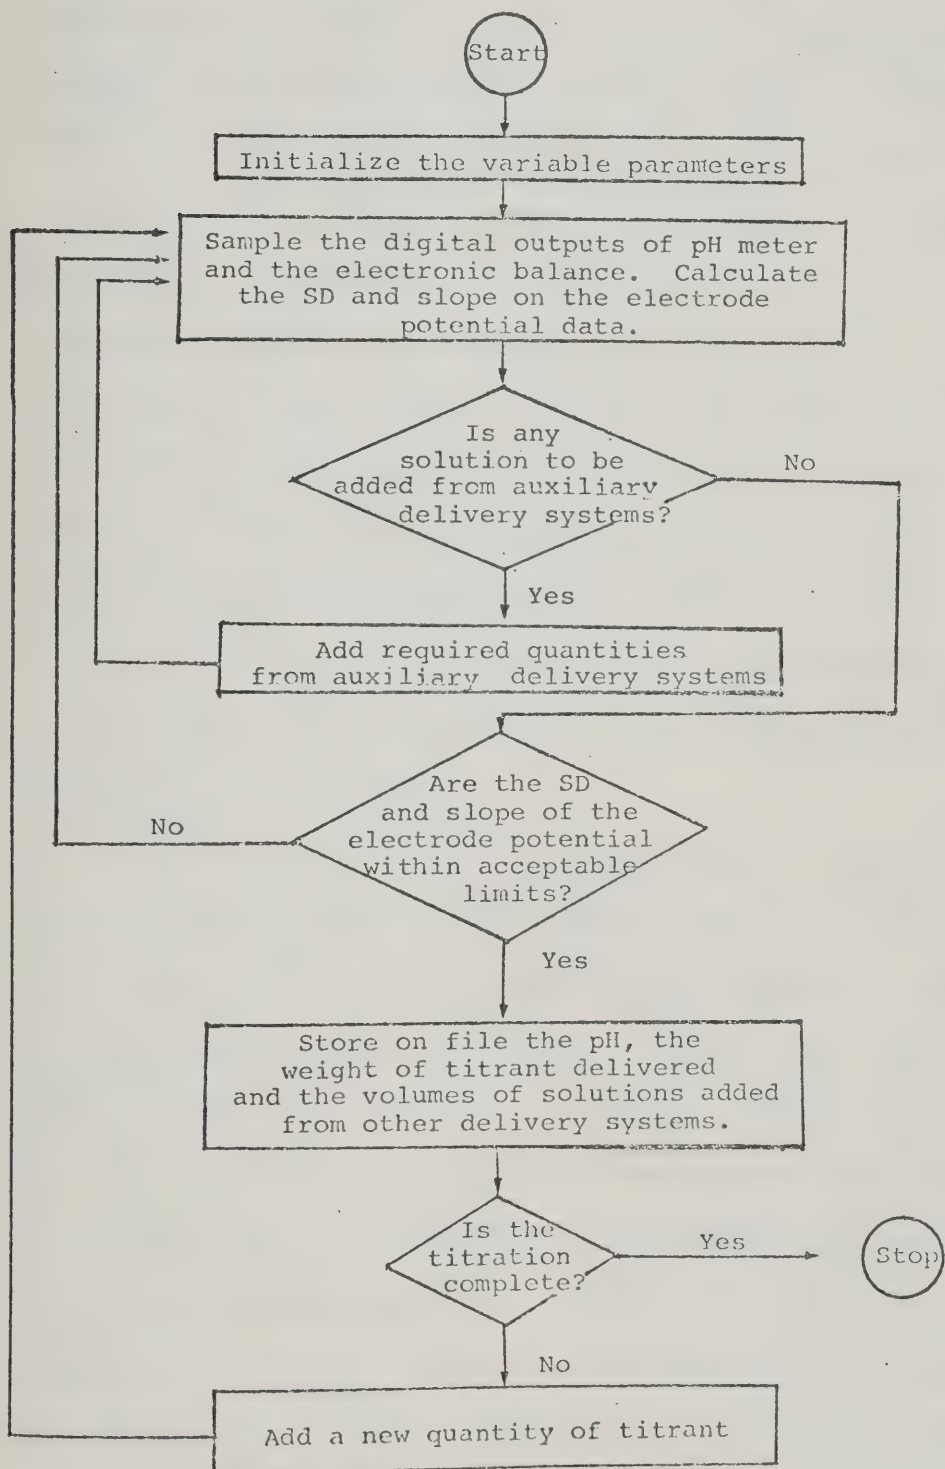 Start
Initialize the variable parameters
Sample the digital outputs of pH meter
and the electronic balance. Calculate
the SD and slope on the electrode
potential data.
Is any
solution to be
added from auxiliary
delivery systems?
No
Yes
Add required quantities
from auxiliary delivery systems
Are the SD
and slope of the
electrode potential
within acceptable
limits?
No
Yes
Store on file the pH, the
weight of titrant delivered
and the volumes of solutions added
from other delivery systems.
Is the
titration
complete?
Yes
Stop
No
Add a new quantity of titrant